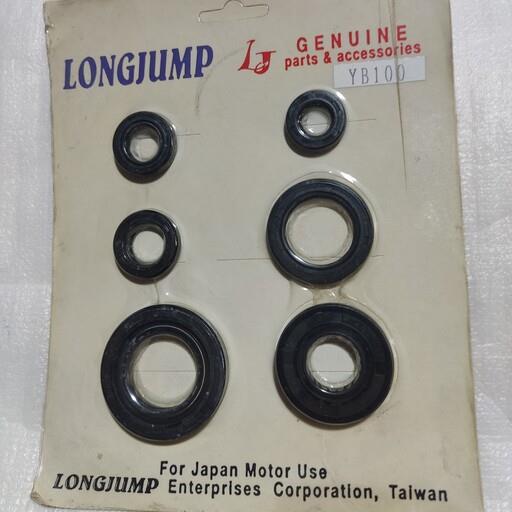 LONGJUMP
LJ GENUINE
parts & accessories
YB100
For Japan Motor Use
LONGJUMP Enterprises Corporation, Taiwan